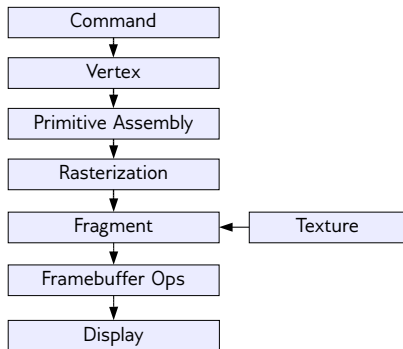 Command
Vertex
Primitive Assembly
Rasterization
Fragment
Texture
Framebuffer Ops
Display